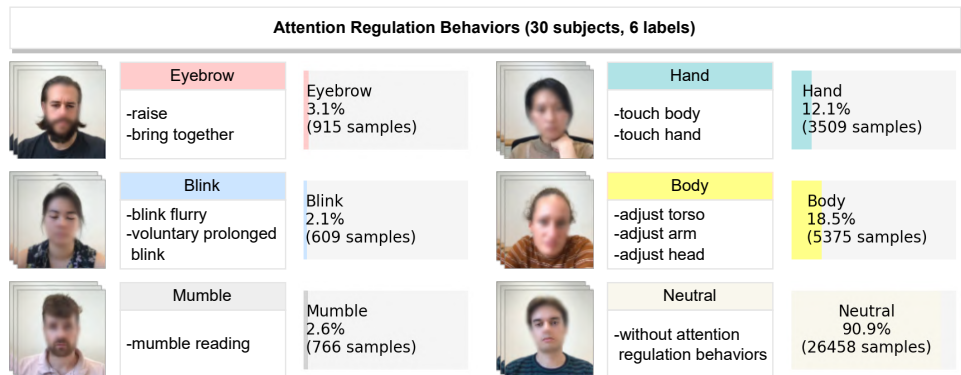 Attention Regulation Behaviors (30 subjects, 6 labels)
Eyebrow
-raise
-bring together
Eyebrow
3.1%
(915 samples)
Hand
-touch body
-touch hand
Hand
12.1%
(3509 samples)
Blink
-blink flurry
-voluntary prolonged
blink
Blink
2.1%
(609 samples)
Body
-adjust torso
-adjust arm
-adjust head
Body
18.5%
(5375 samples)
Mumble
-mumble reading
Mumble
2.6%
(766 samples)
Neutral
-without attention
regulation behaviors
Neutral
90.9%
(26458 samples)